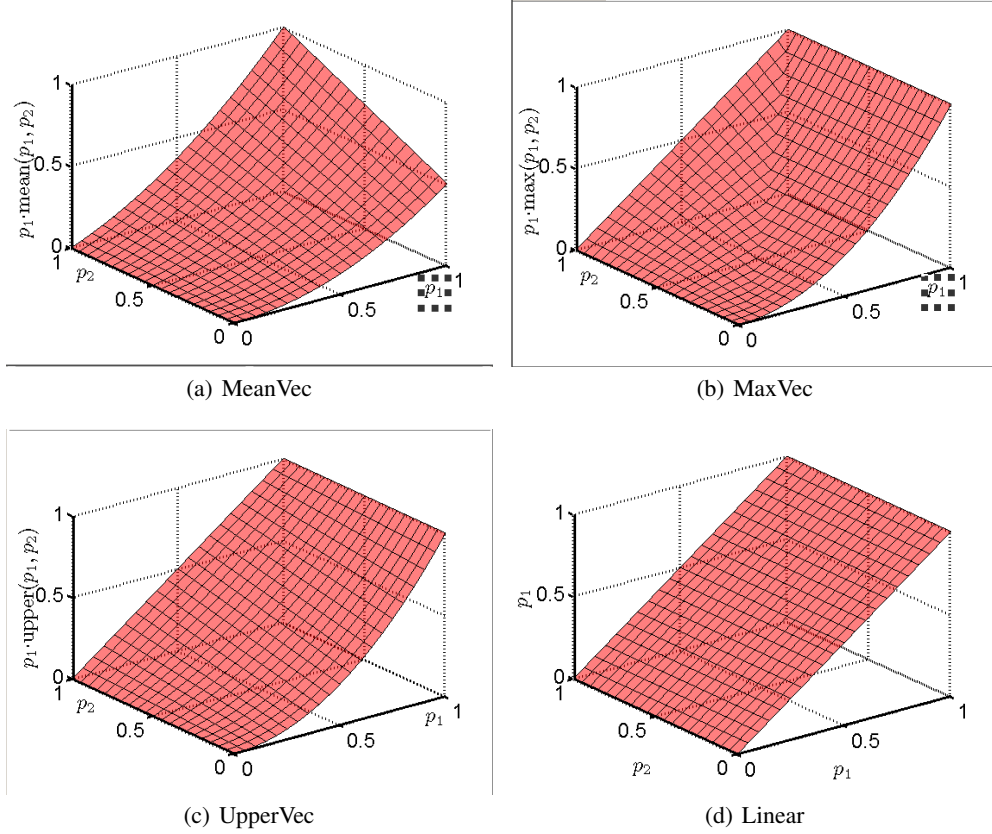 1
0.5
0
1
p₁·mean(p₁, p₂)
p₂
0.5
0
0
0.5
1
p₁
(a) MeanVec
1
0.5
0
1
p₁·max(p₁, p₂)
p₂
0.5
0
0
0.5
1
p₁
(b) MaxVec
1
0.5
0
1
p₁·upper(p₁, p₂)
p₂
0.5
0
0
0.5
1
p₁
(c) UpperVec
1
0.5
0
1
p₁
0.5
p₂
0
0
0.5
1
p₁
(d) Linear